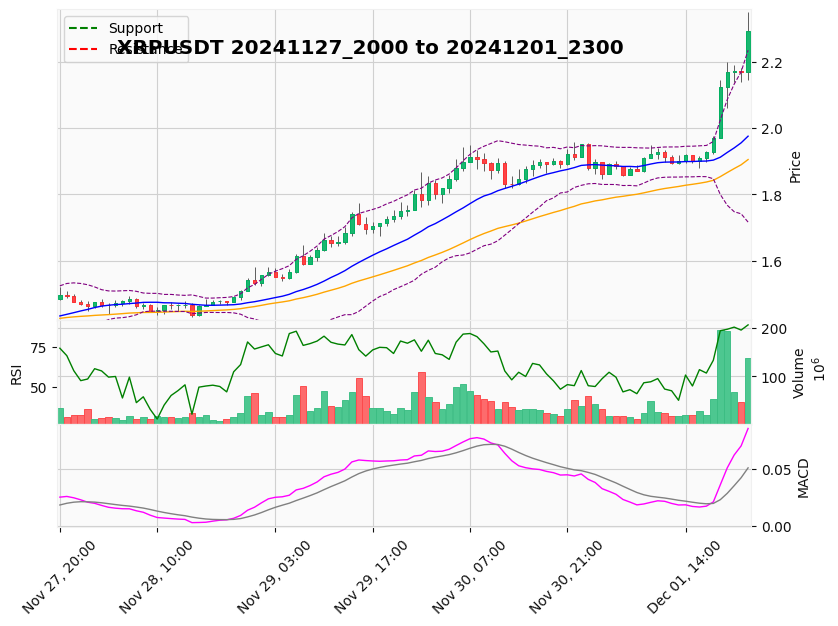 Support
Resistance
XRPUSDT 20241127_2000 to 20241201_2300
2.2
2.0
1.8
1.6
Price
75
50
RSI
200
100
Volume
10^6
0.05
0.00
MACD
Nov 27, 20:00
Nov 28, 10:00
Nov 29, 03:00
Nov 29, 17:00
Nov 30, 07:00
Nov 30, 21:00
Dec 01, 14:00